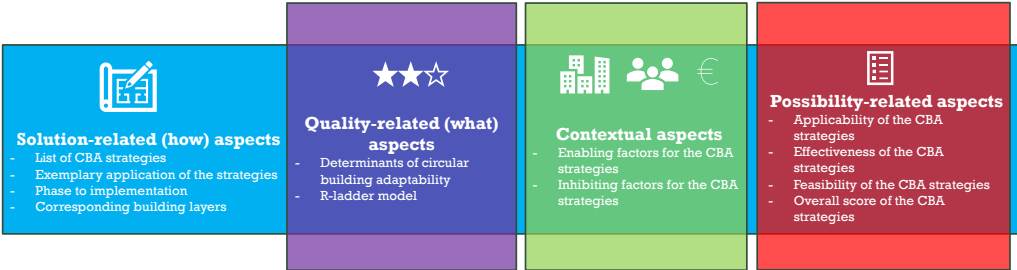 Solution-related (how) aspects
- List of CBA strategies
- Exemplary application of the strategies
- Phase to implementation
- Corresponding building layers
Quality-related (what)
aspects
- Determinants of circular
building adaptability
- R-ladder model
€
Contextual aspects
- Enabling factors for the CBA
strategies
- Inhibiting factors for the CBA
strategies
Possibility-related aspects
- Applicability of the CBA
strategies
- Effectiveness of the CBA
strategies
- Feasibility of the CBA strategies
- Overall score of the CBA
strategies